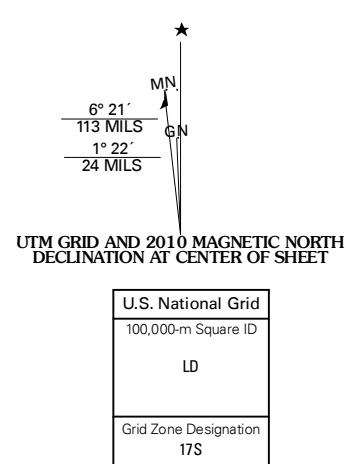 ★
MN
6° 21´
113 MILS
GN
1° 22´
24 MILS
UTM GRID AND 2010 MAGNETIC NORTH
DECLINATION AT CENTER OF SHEET
U.S. National Grid
100,000-m Square ID
LD
Grid Zone Designation
17S